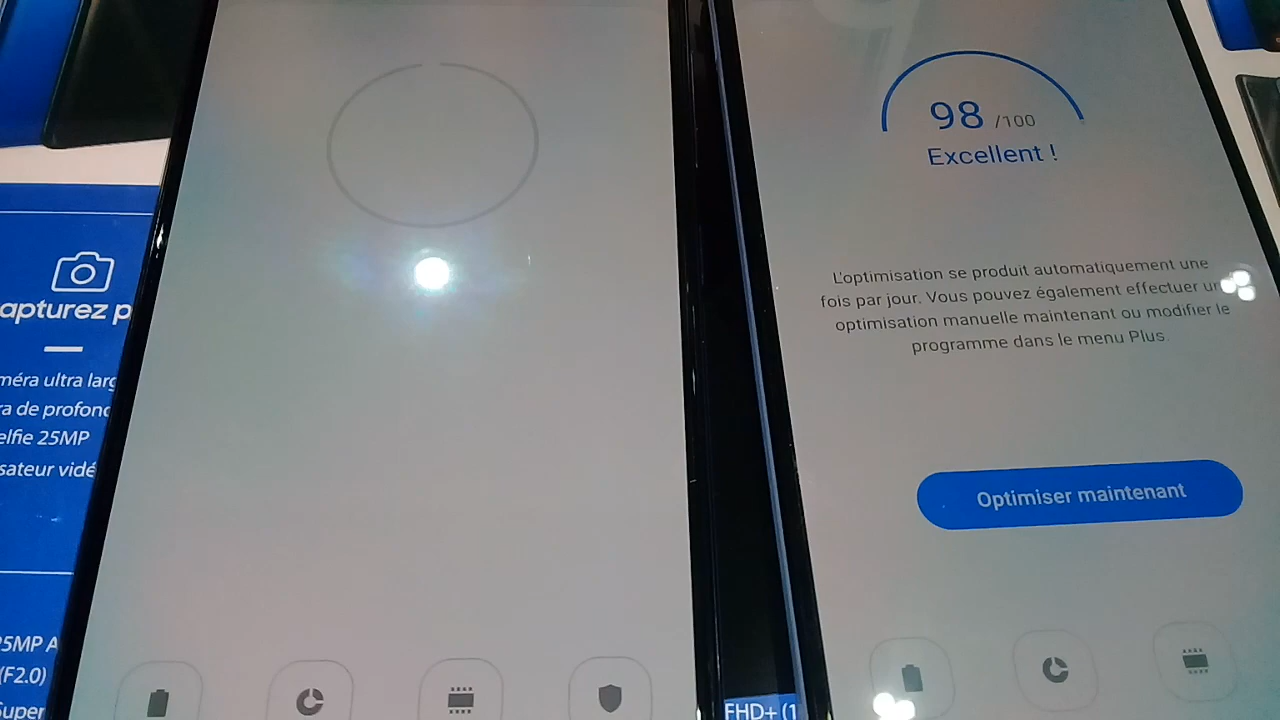 apturez p
méra ultra larg
ra de profond
elfie 25MP
sateur vidé
25MP A
(F2.0)
Super
98 /100
Excellent !
L'optimisation se produit automatiquement une
fois par jour. Vous pouvez également effectuer un
optimisation manuelle maintenant ou modifier le
programme dans le menu Plus.
Optimiser maintenant
FHD+ (1